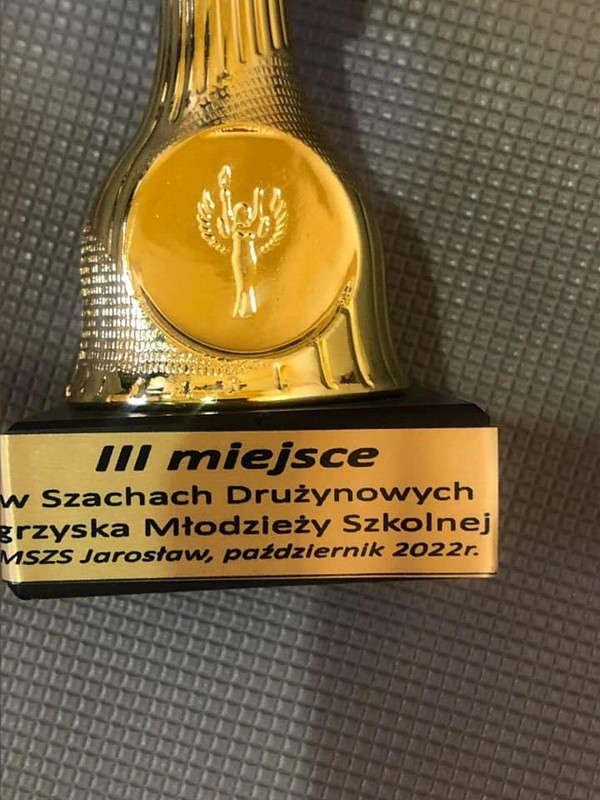 III miejsce
w Szachach Drużynowych
grzyska Młodzieży Szkolnej
MSZS Jarosław, październik 2022r.